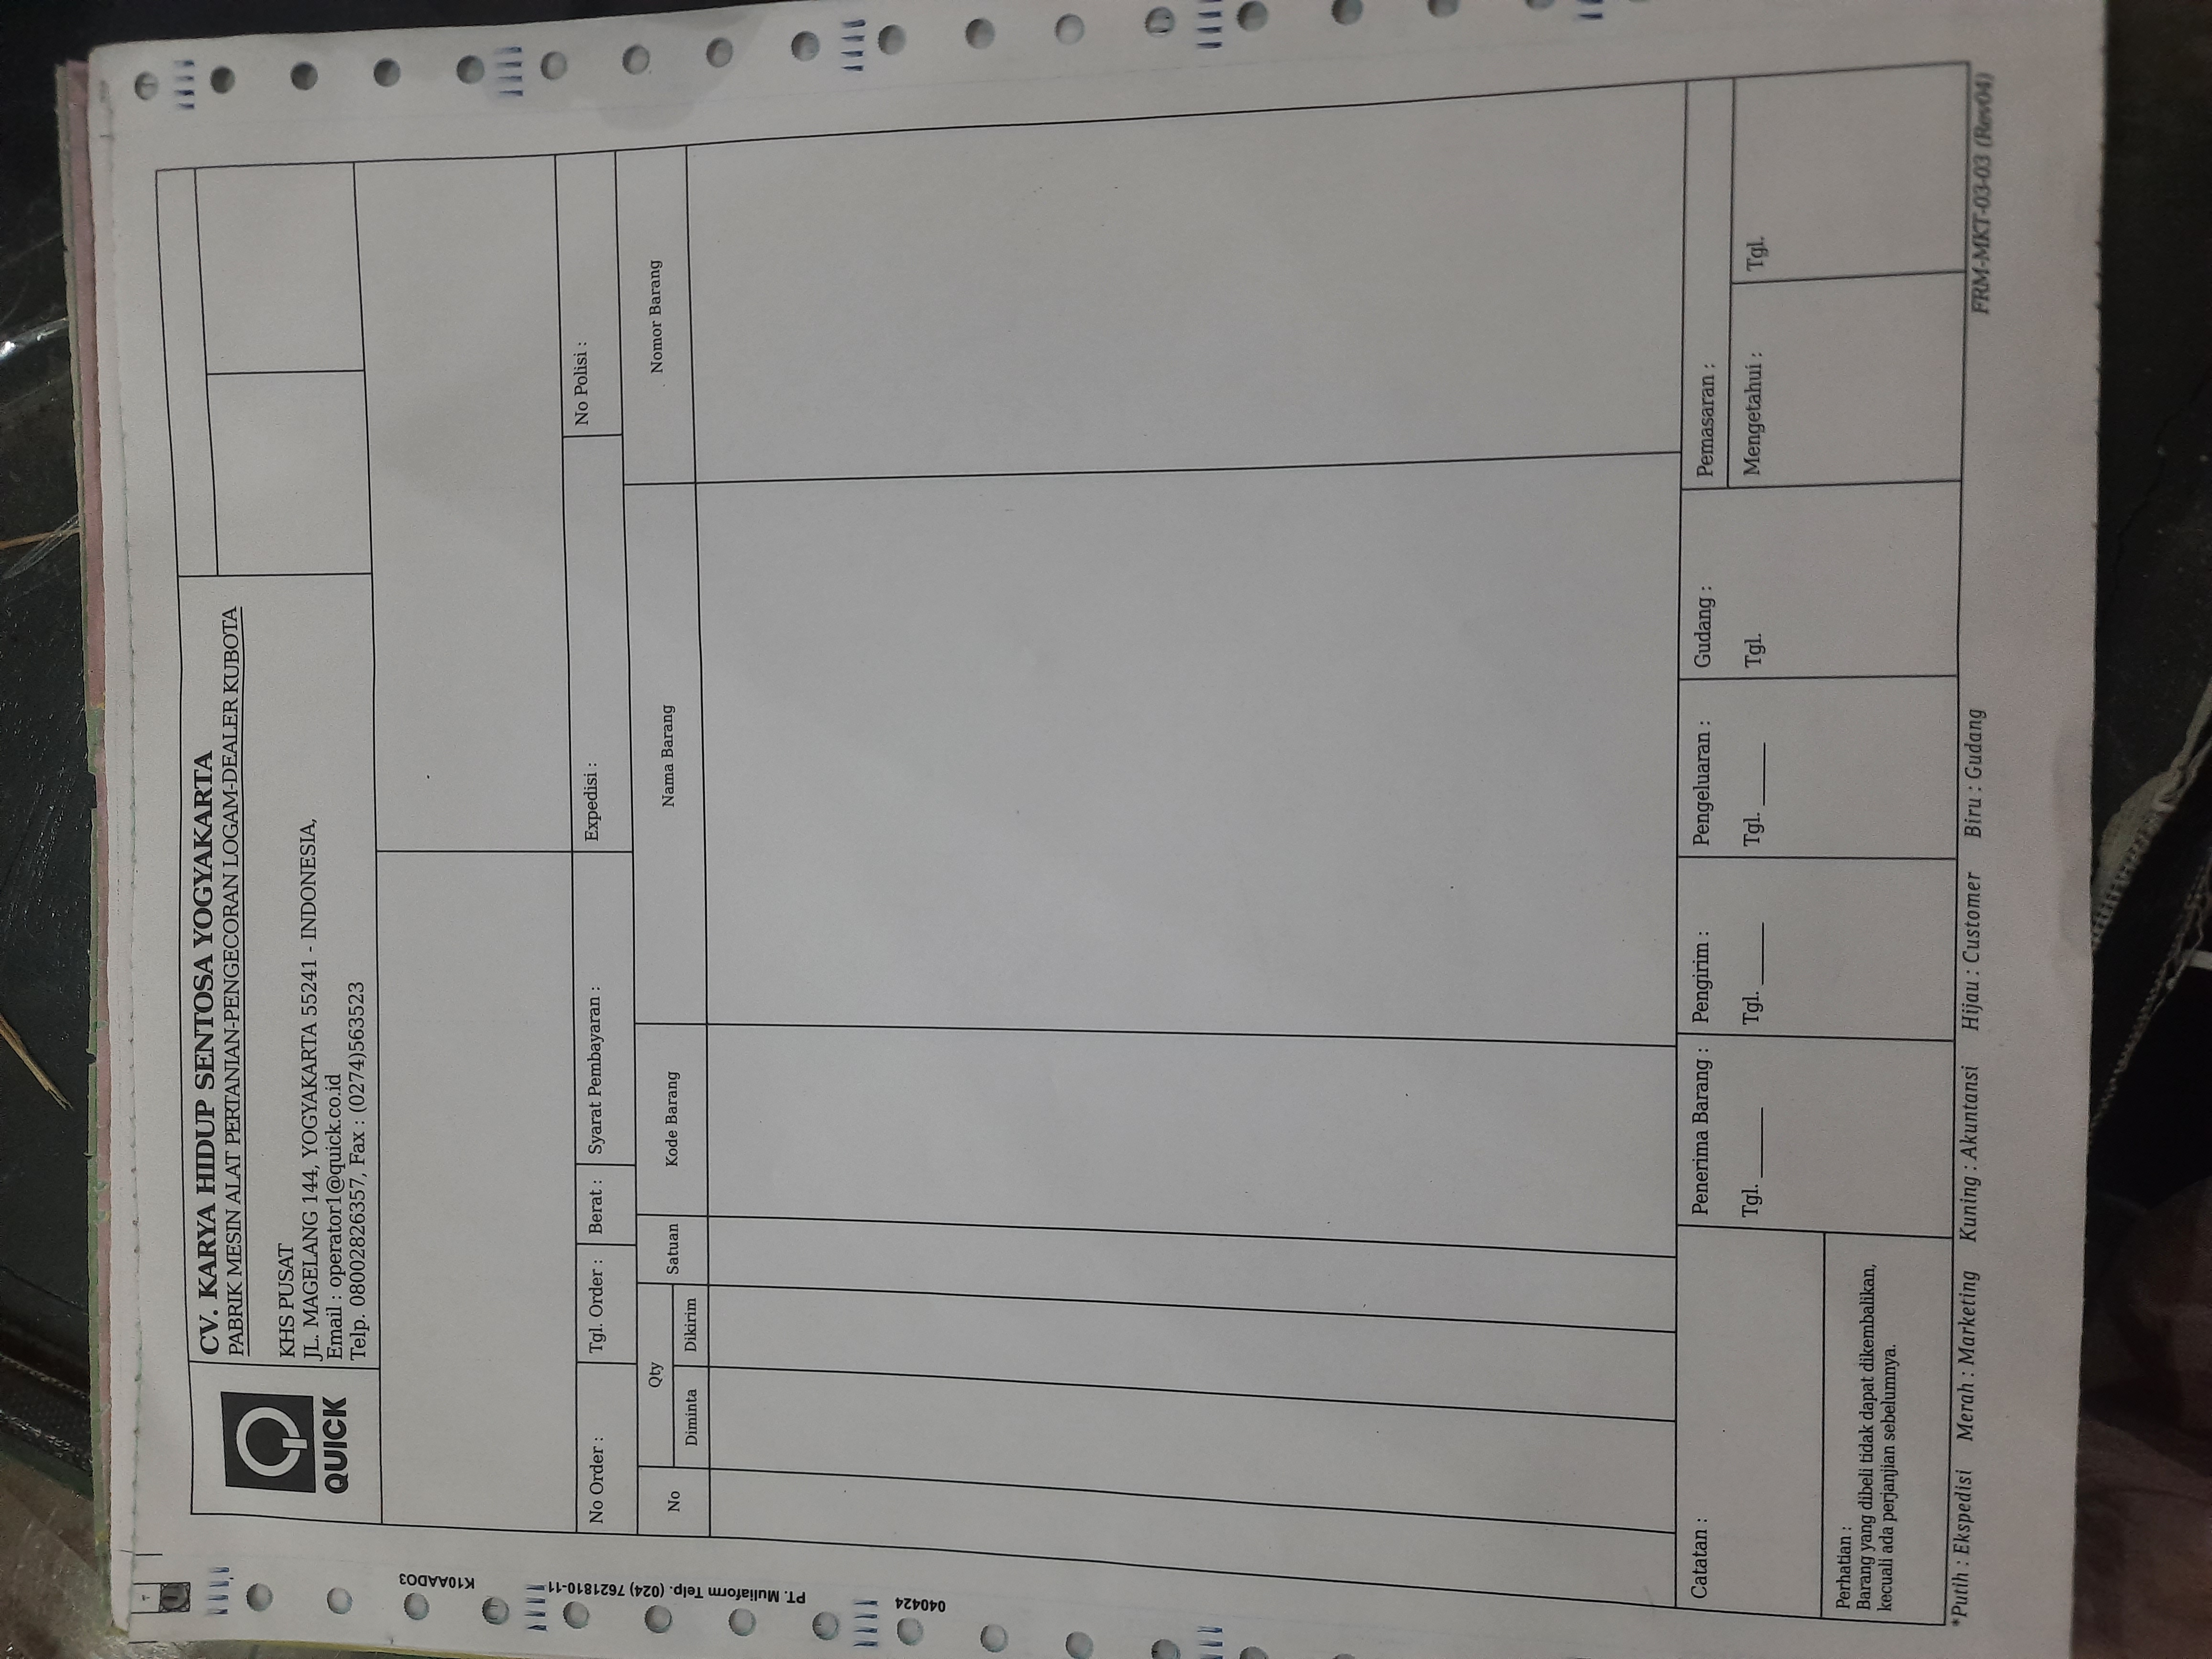 CV. KARYA HIDUP SENTOSA YOGYAKARTA
PABRIK MESIN ALAT PERTANIAN-PENGECORAN LOGAM-DEALER KUBOTA
QUICK
KHS PUSAT
JL. MAGELANG 144, YOGYAKARTA 55241 - INDONESIA,
Email : operator1@quick.co.id
Telp. 08002826357, Fax : (0274)563523
No Order :
Tgl. Order :
Berat :
Syarat Pembayaran :
Expedisi :
No Polisi :
No
Qty
Diminta
Dikirim
Satuan
Kode Barang
Nama Barang
Nomor Barang
Catatan :
Perhatian :
Barang yang dibeli tidak dapat dikembalikan,
kecuali ada perjanjian sebelumnya.
Penerima Barang :
Tgl. ______
Pengirim :
Tgl. ______
Pengeluaran :
Tgl. ______
Gudang :
Tgl.
Pemasaran :
Mengetahui :
Tgl.
*Putih : Ekspedisi Merah : Marketing Kuning : Akuntansi Hijau : Customer Biru : Gudang
FRM-MKT-03-03 (Rev04)
K10AADO3
PT. Muliaform Telp. (024) 7621810-11
040424